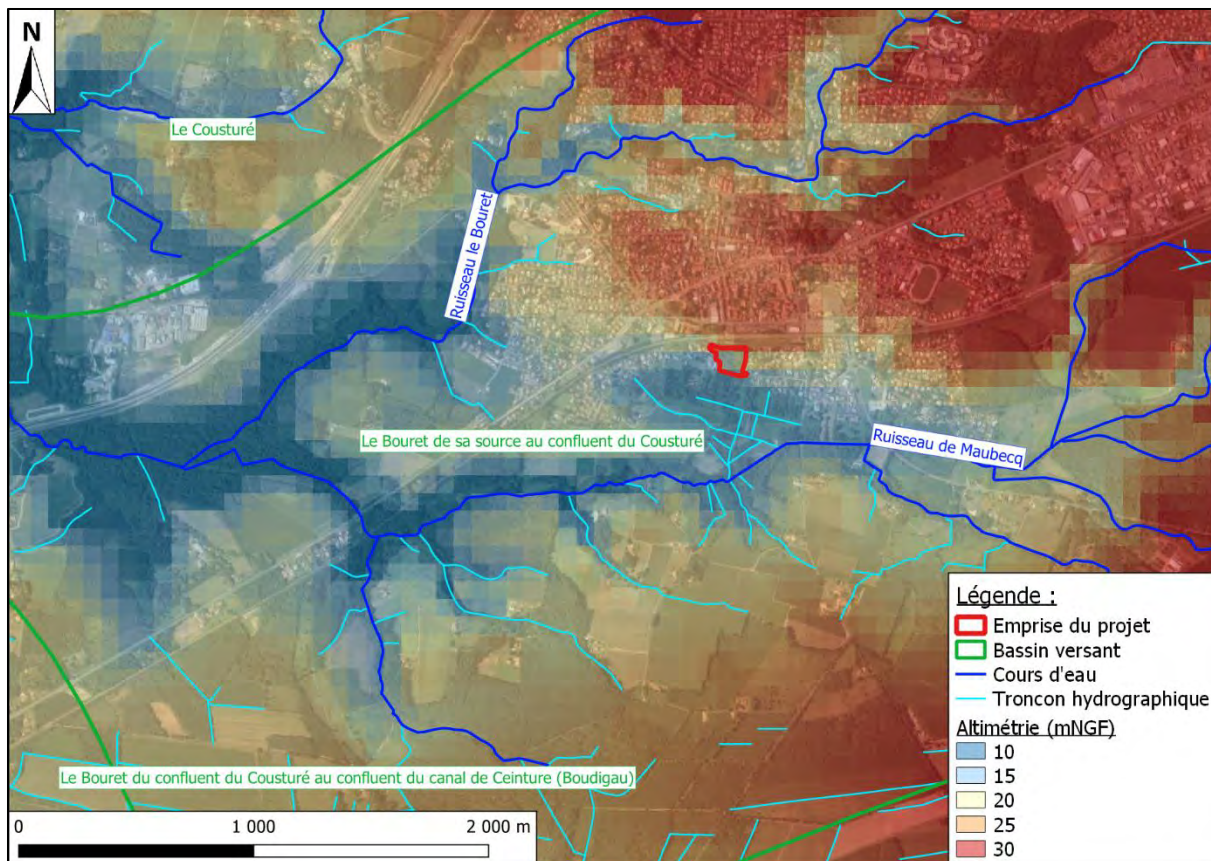 N
Le Cousturé
Ruisseau le Bouret
Le Bouret de sa source au confluent du Cousturé
Ruisseau de Maubecq
Le Bouret du confluent du Cousturé au confluent du canal de Ceinture (Boudigau)
0 1 000 2 000 m
Légende :
Emprise du projet
Bassin versant
Cours d'eau
Troncon hydrographique
Altimétrie (mNGF)
10
15
20
25
30